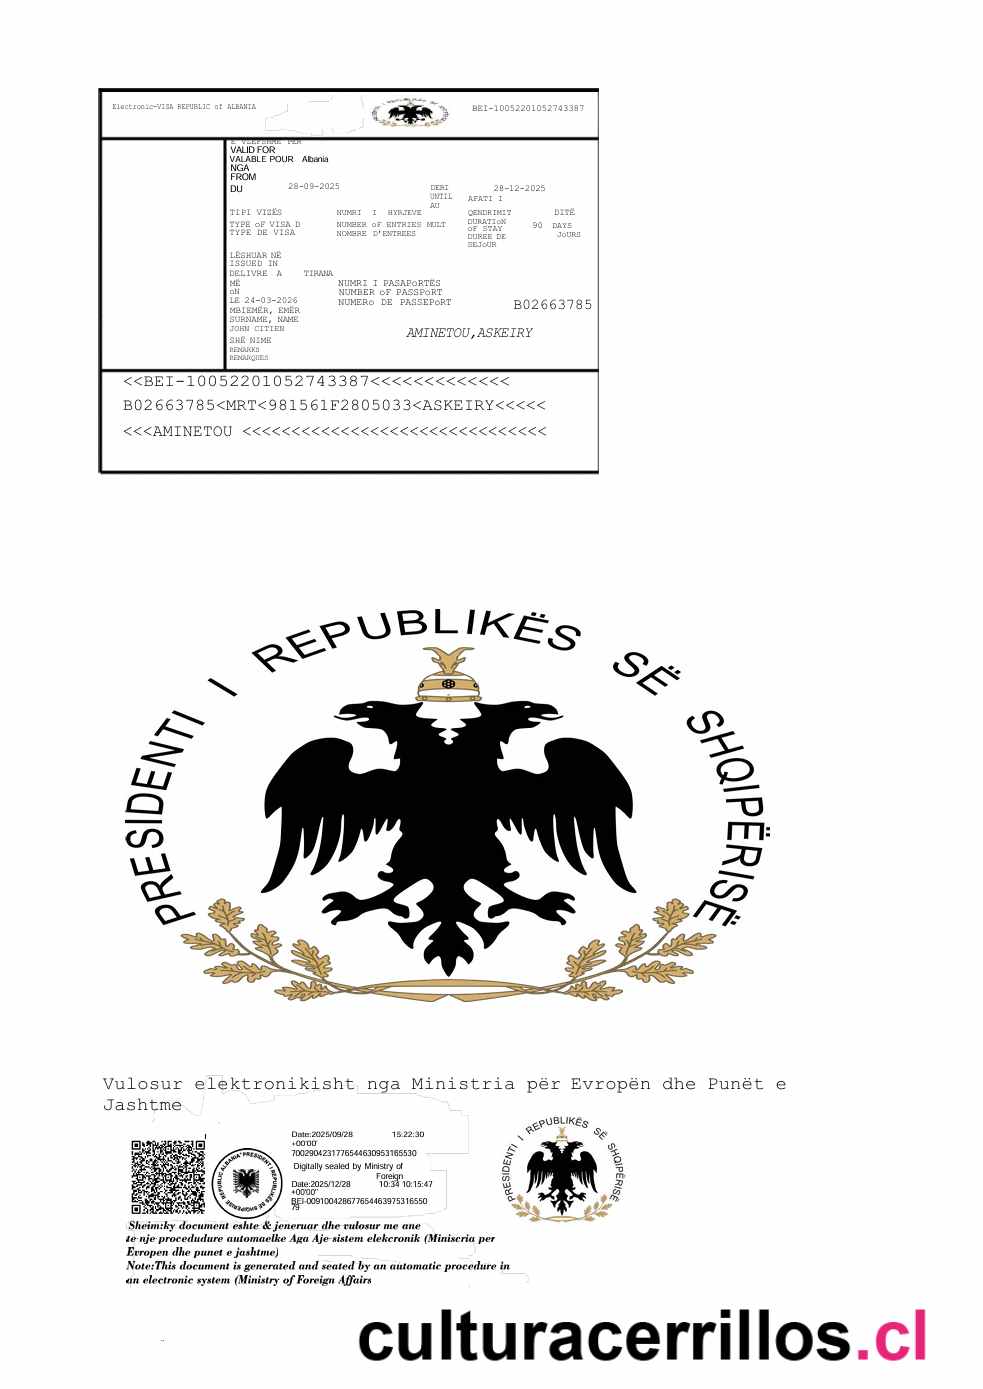 Electronic-VISA REPUBLIC of ALBANIA
BEI-10052201052743387
E VLEFSHME PËR
VALID FOR
VALABLE POUR Albania
NGA
FROM
DU 28-09-2025
DERI
UNTIL
AU
28-12-2025
AFATI I
TIPI VIZËS
TYPE oF VISA D
TYPE DE VISA
NUMRI I HYRJEVE
NUMBER oF ENTRIES MULT
NOMBRE D'ENTREES
QENDRIMIT
DURATIoN
oF STAY
DUREE DE
SEJoUR
90
DITË
DAYS
JoURS
LËSHUAR NË
ISSUED IN
DELIVRE A TIRANA
MË
oN
LE 24-03-2026
NUMRI I PASAPoRTËS
NUMBER oF PASSPoRT
NUMERo DE PASSEPoRT
B02663785
MBIEMËR, EMËR
SURNAME, NAME
JOHN CITIEN
AMINETOU,ASKEIRY
SHË NIME
REMARKS
REMARQUES
<<BEI-10052201052743387<<<<<<<<<<<<<
B02663785<MRT<981561F2805033<ASKEIRY<<<<<
<<<AMINETOU <<<<<<<<<<<<<<<<<<<<<<<<<<<<<<<
PRESIDENTI I REPUBLIKËS SË SHQIPËRISË
Vulosur elektronikisht nga Ministria për Evropën dhe Punët e
Jashtme
Date:2025/09/28 15:22:30
+00'00'
7002904231776544630953165530
Digitally sealed by Ministry of
Foreign
Date:2025/12/28 10:34 10:15:47
+00'00"
BEI-009100428677654463975316550
79
PRESIDENTI I REPUBLIKËS SË SHQIPËRISË
Sheim:ky document eshte & jeneruar dhe vulosur me ane
te nje procedudure automaelke Aga Aje sistem elekcronik (Miniscria per
Evropen dhe punet e jashtme)
Note:This document is generated and seated by an automatic procedure in
an electronic system (Ministry of Foreign Affairs
culturacerrillos.cl